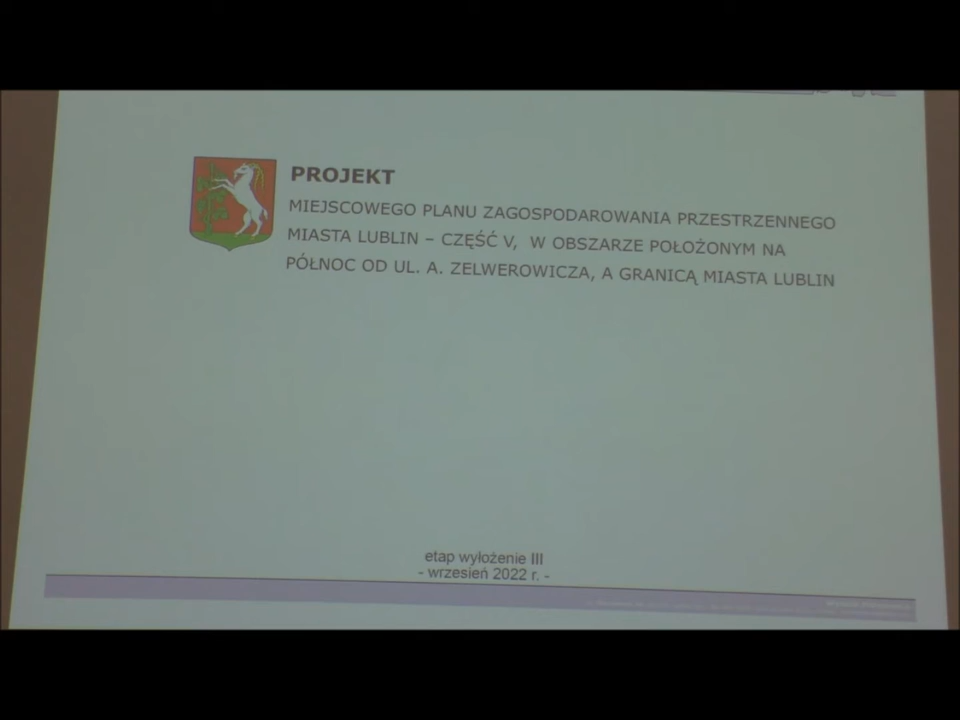 PROJEKT
MIEJSCOWEGO PLANU ZAGOSPODAROWANIA PRZESTRZENNEGO
MIASTA LUBLIN – CZĘŚĆ V, W OBSZARZE POŁOŻONYM NA
PÓŁNOC OD UL. A. ZELWEROWICZA, A GRANICĄ MIASTA LUBLIN
etap wyłożenie III
- wrzesień 2022 r. -